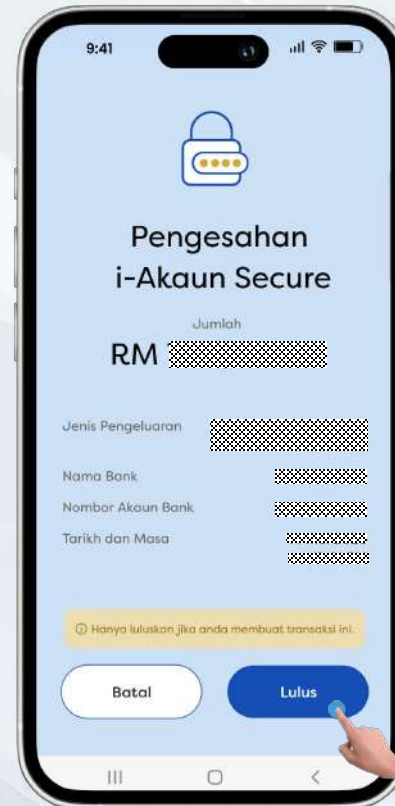 9:41
Pengesahan
i-Akaun Secure
Jumlah
RM
Jenis Pengeluaran
Nama Bank
Nombor Akaun Bank
Tarikh dan Masa
Hanya luluskan jika anda membuat transaksi ini.
Batal
Lulus